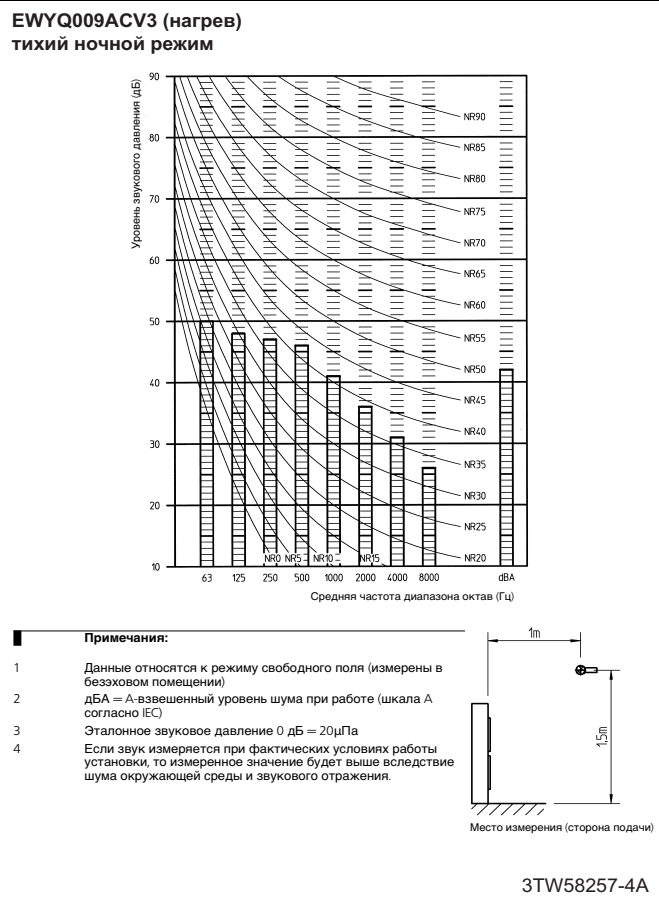 EWYQ009ACV3 (нагрев)
тихий ночной режим
Уровень звукового давления (дБ)
90
80
70
60
50
40
30
20
10
NR90
NR85
NR80
NR75
NR70
NR65
NR60
NR55
NR50
NR45
NR40
NR35
NR30
NR25
NR20
NR0 NR5 NR10 NR15
63 125 250 500 1000 2000 4000 8000 dBA
Средняя частота диапазона октав (Гц)
Примечания:
1 Данные относятся к режиму свободного поля (измерены в
безэховом помещении)
2 дБА = А-взвешенный уровень шума при работе (шкала А
согласно IEC)
3 Эталонное звуковое давление 0 дБ = 20µПа
4 Если звук измеряется при фактических условиях работы
установки, то измеренное значение будет выше вследствие
шума окружающей среды и звукового отражения.
1m
1,5m
Место измерения (сторона подачи)
3TW58257-4A